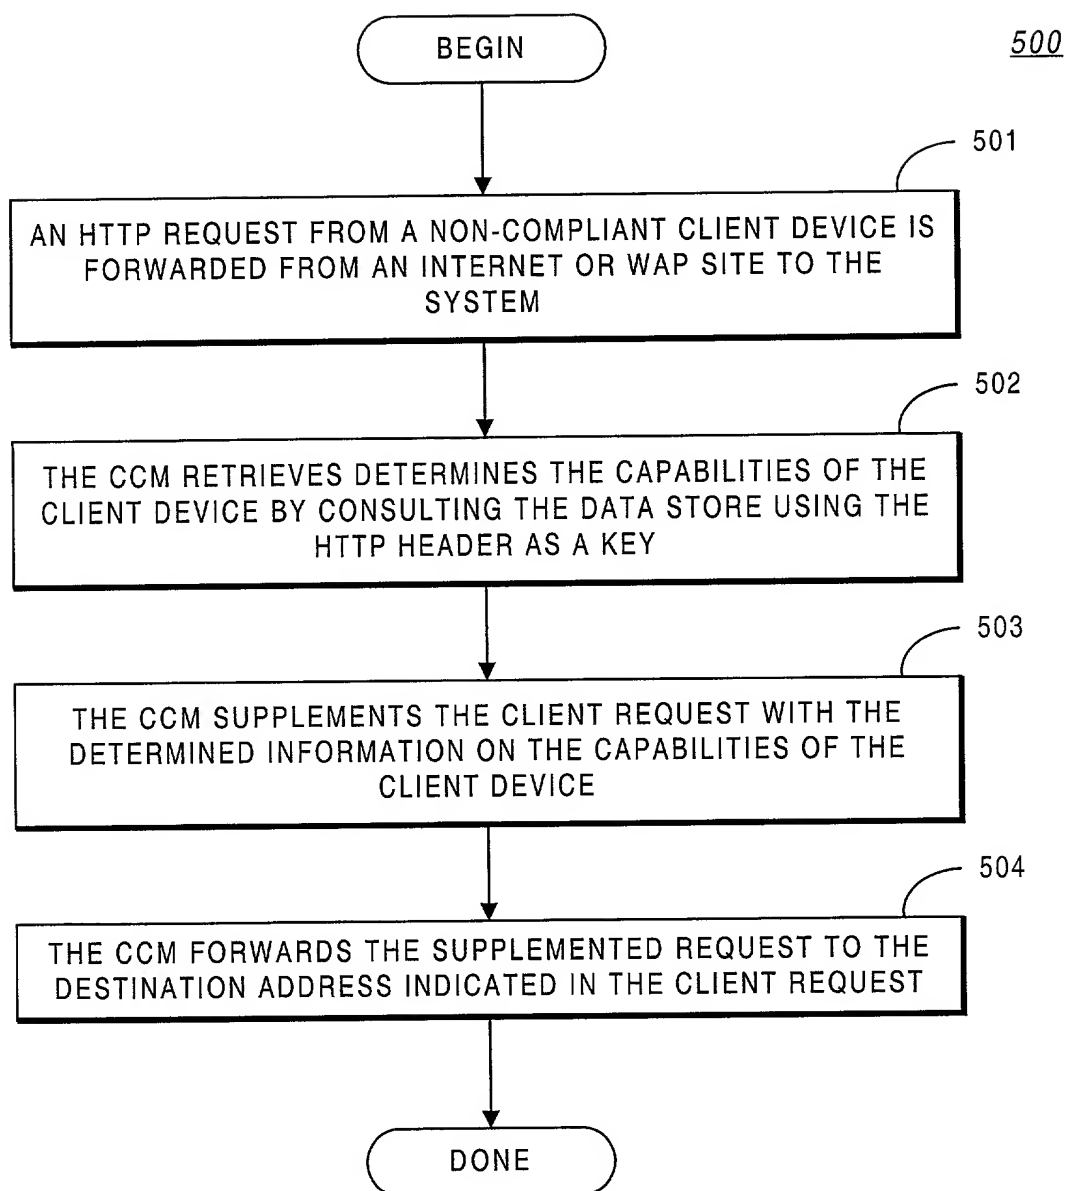 BEGIN
500
501
AN HTTP REQUEST FROM A NON-COMPLIANT CLIENT DEVICE IS
FORWARDED FROM AN INTERNET OR WAP SITE TO THE
SYSTEM
502
THE CCM RETRIEVES DETERMINES THE CAPABILITIES OF THE
CLIENT DEVICE BY CONSULTING THE DATA STORE USING THE
HTTP HEADER AS A KEY
503
THE CCM SUPPLEMENTS THE CLIENT REQUEST WITH THE
DETERMINED INFORMATION ON THE CAPABILITIES OF THE
CLIENT DEVICE
504
THE CCM FORWARDS THE SUPPLEMENTED REQUEST TO THE
DESTINATION ADDRESS INDICATED IN THE CLIENT REQUEST
DONE